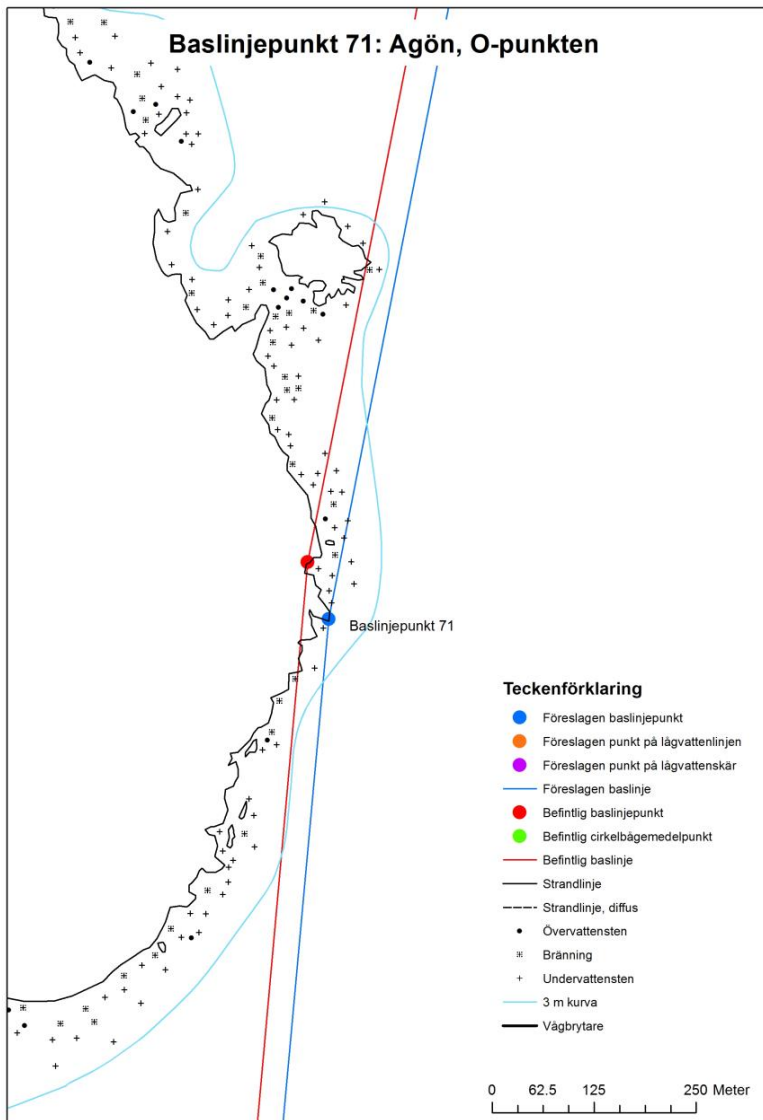 Baslinjepunkt 71: Agön, O-punkten
Baslinjepunkt 71
Teckenförklaring
Föreslagen baslinjepunkt
Föreslagen punkt på lågvattenlinjen
Föreslagen punkt på lågvattenskär
Föreslagen baslinje
Befintlig baslinjepunkt
Befintlig cirkelbågemedelpunkt
Befintlig baslinje
Strandlinje
Strandlinje, diffus
Övervattensten
Bränning
Undervattensten
3 m kurva
Vågbrytare
0 62.5 125 250 Meter